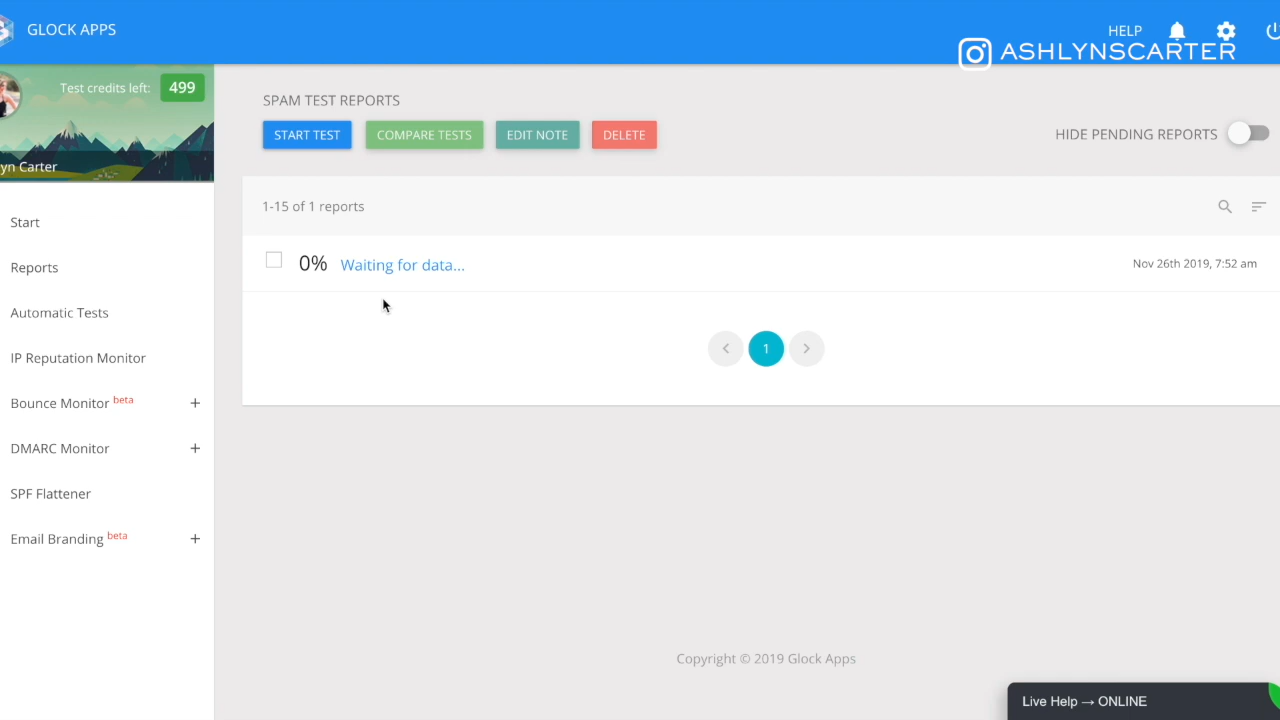 GLOCK APPS
HELP
ASHLYNSCARTER
Test credits left: 499
yn Carter
Start
Reports
Automatic Tests
IP Reputation Monitor
Bounce Monitor beta +
DMARC Monitor +
SPF Flattener
Email Branding beta +
SPAM TEST REPORTS
START TEST COMPARE TESTS EDIT NOTE DELETE
HIDE PENDING REPORTS
1-15 of 1 reports
0% Waiting for data... Nov 26th 2019, 7:52 am
1
Copyright © 2019 Glock Apps
Live Help → ONLINE